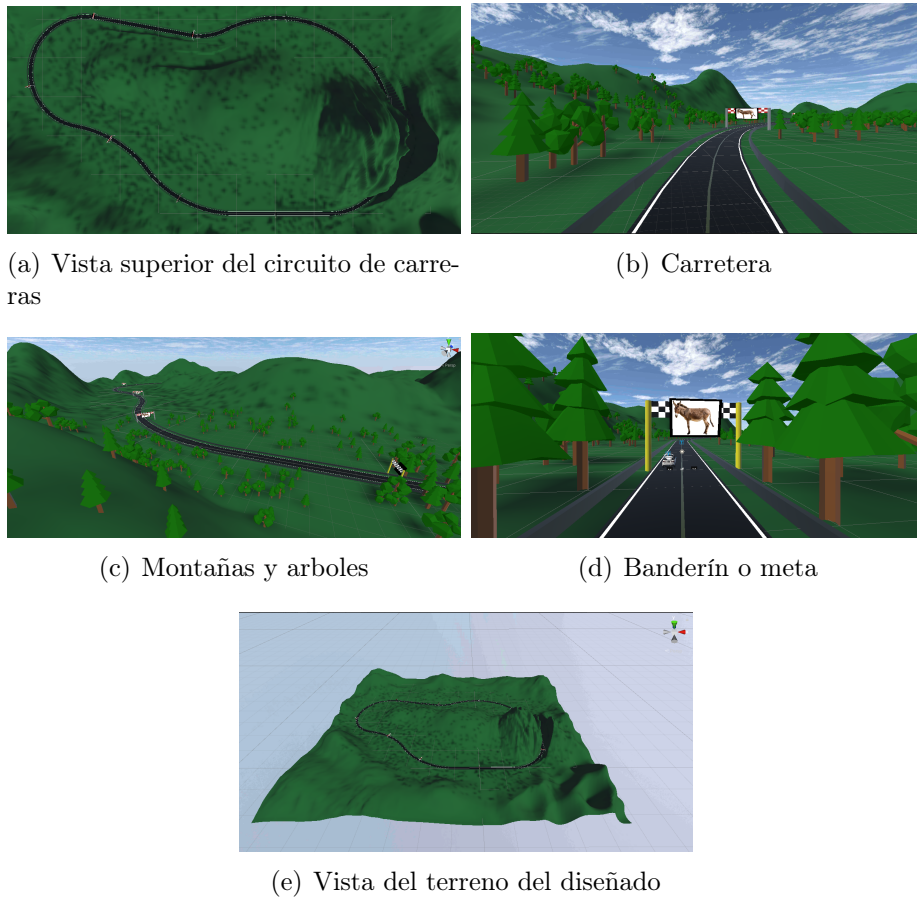 (a) Vista superior del circuito de carre-
ras
(b) Carretera
(c) Montañas y arboles
(d) Banderín o meta
(e) Vista del terreno del diseñado